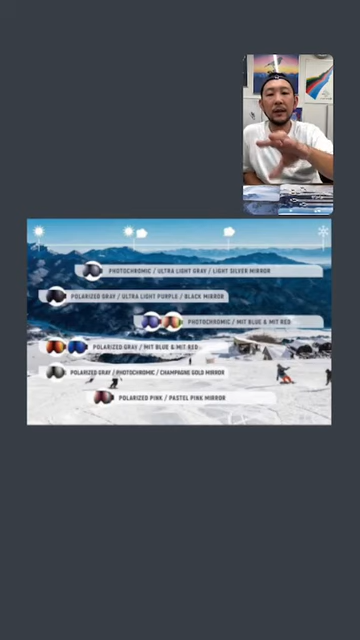 PHOTOCHROMIC / ULTRA LIGHT GRAY / LIGHT SILVER MIRROR
POLARIZED GRAY / ULTRA LIGHT PURPLE / BLACK MIRROR
PHOTOCHROMIC / MIT BLUE & MIT RED
POLARIZED GRAY / MIT BLUE & MIT RED
POLARIZED GRAY / PHOTOCHROMIC / CHAMPAGNE GOLD MIRROR
POLARIZED PINK / PASTEL PINK MIRROR